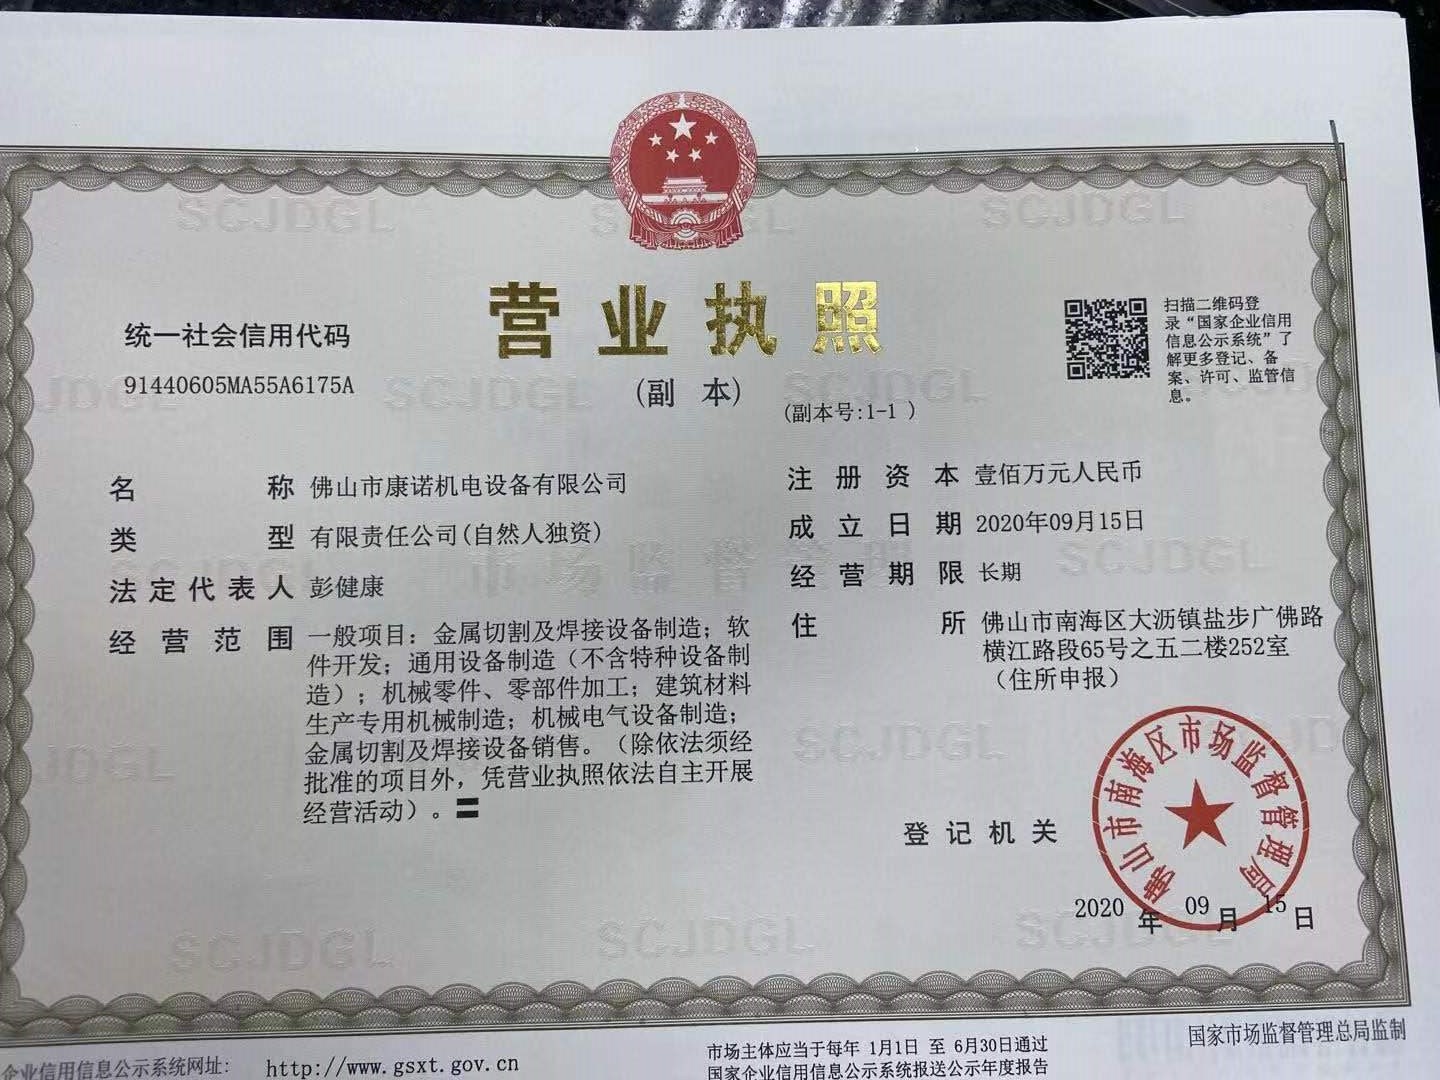 营业执照
(副 本)
(副本号:1-1 )
统一社会信用代码
91440605MA55A6175A
扫描二维码登
录“国家企业信用
信息公示系统”了
解更多登记、备
案、许可、监管信
息。
名 称 佛山市康诺机电设备有限公司
类 型 有限责任公司(自然人独资)
法定代表人 彭健康
经营范围 一般项目：金属切割及焊接设备制造；软
件开发；通用设备制造（不含特种设备制
造）；机械零件、零部件加工；建筑材料
生产专用机械制造；机械电气设备制造；
金属切割及焊接设备销售。（除依法须经
批准的项目外，凭营业执照依法自主开展
经营活动）。
注册资本 壹佰万元人民币
成立日期 2020年09月15日
经营期限 长期
住 所 佛山市南海区大沥镇盐步广佛路
横江路段65号之五二楼252室
（住所申报）
登记机关
佛山市南海区市场监督管理局
2020 年 09 月 15 日
企业信用信息公示系统网址: http://www.gsxt.gov.cn
市场主体应当于每年 1月1日 至 6月30日通过
国家企业信用信息公示系统报送公示年度报告
国家市场监督管理总局监制
SCJDGL
SCJDGL
SCJDGL
SCJDGL
市场监督管理
SCJDGL
SCJDGL
SCJDGL
SCJDGL
SCJDGL